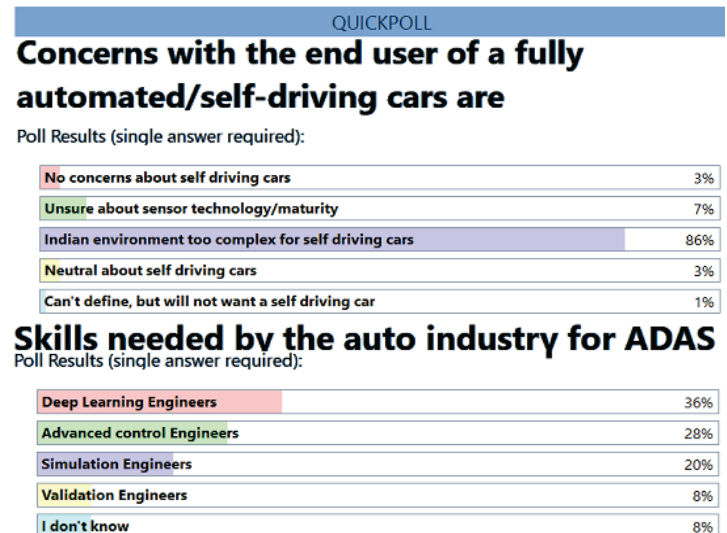 QUICKPOLL
Concerns with the end user of a fully
automated/self-driving cars are
Poll Results (single answer required):
No concerns about self driving cars 3%
Unsure about sensor technology/maturity 7%
Indian environment too complex for self driving cars 86%
Neutral about self driving cars 3%
Can't define, but will not want a self driving car 1%
Skills needed by the auto industry for ADAS
Poll Results (single answer required):
Deep Learning Engineers 36%
Advanced control Engineers 28%
Simulation Engineers 20%
Validation Engineers 8%
I don't know 8%